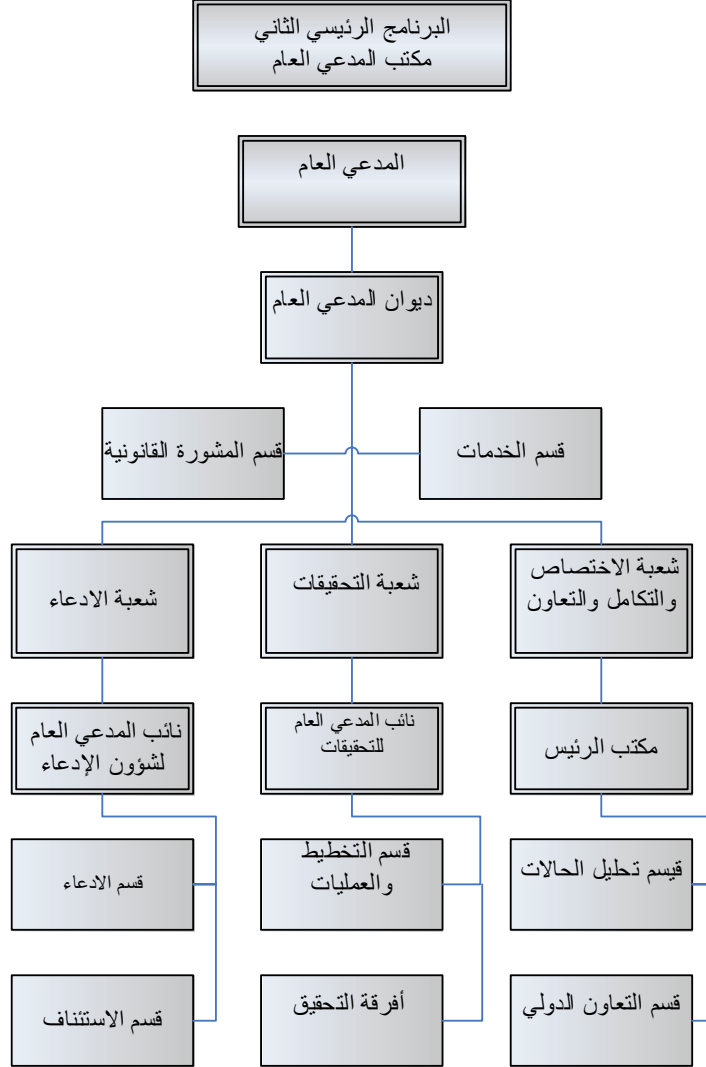 البرنامج الرئيسي الثاني
مكتب المدعي العام
المدعي العام
ديوان المدعي العام
قسم الخدمات
قسم المشورة القانونية
شعبة الاختصاص
والتكامل والتعاون
شعبة التحقيقات
شعبة الادعاء
مكتب الرئيس
نائب المدعي العام
للتحقيقات
نائب المدعي العام
لشؤون الإدعاء
قيسم تحليل الحالات
قسم التخطيط
والعمليات
قسم الادعاء
قسم التعاون الدولي
أفرقة التحقيق
قسم الاستئناف